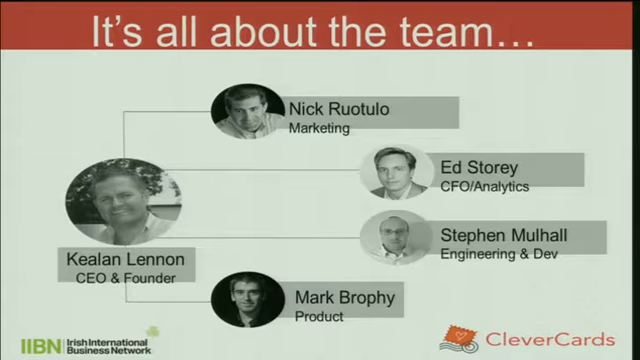 It's all about the team…
Nick Ruotulo
Marketing
Ed Storey
CFO/Analytics
Kealan Lennon
CEO & Founder
Stephen Mulhall
Engineering & Dev
Mark Brophy
Product
IIBN Irish International
Business Network
CleverCards